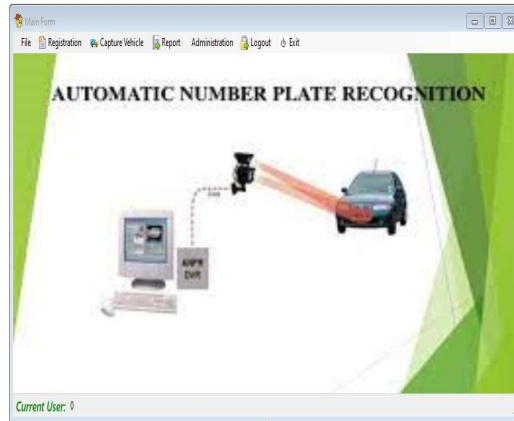 Main Form
File Registration Capture Vehicle Report Administration Logout Exit
AUTOMATIC NUMBER PLATE RECOGNITION
ANPR
DVR
Current User: 0